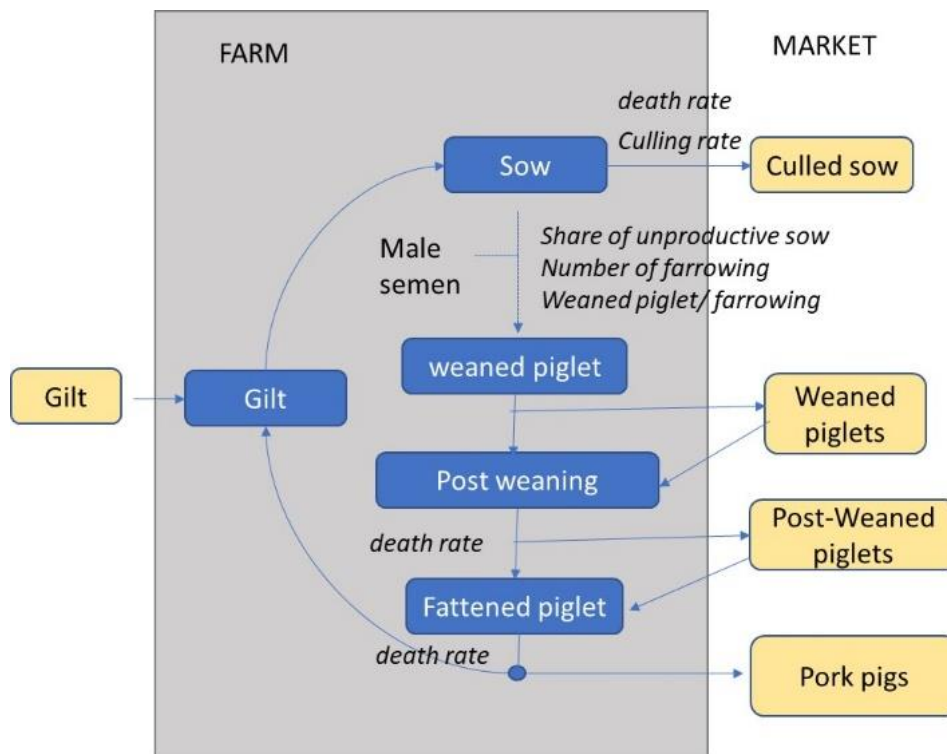 FARM
MARKET
death rate
Culling rate
Sow
Culled sow
Male
semen
Share of unproductive sow
Number of farrowing
Weaned piglet/ farrowing
weaned piglet
Gilt
Gilt
Weaned
piglets
Post weaning
Post-Weaned
piglets
death rate
Fattened piglet
death rate
Pork pigs